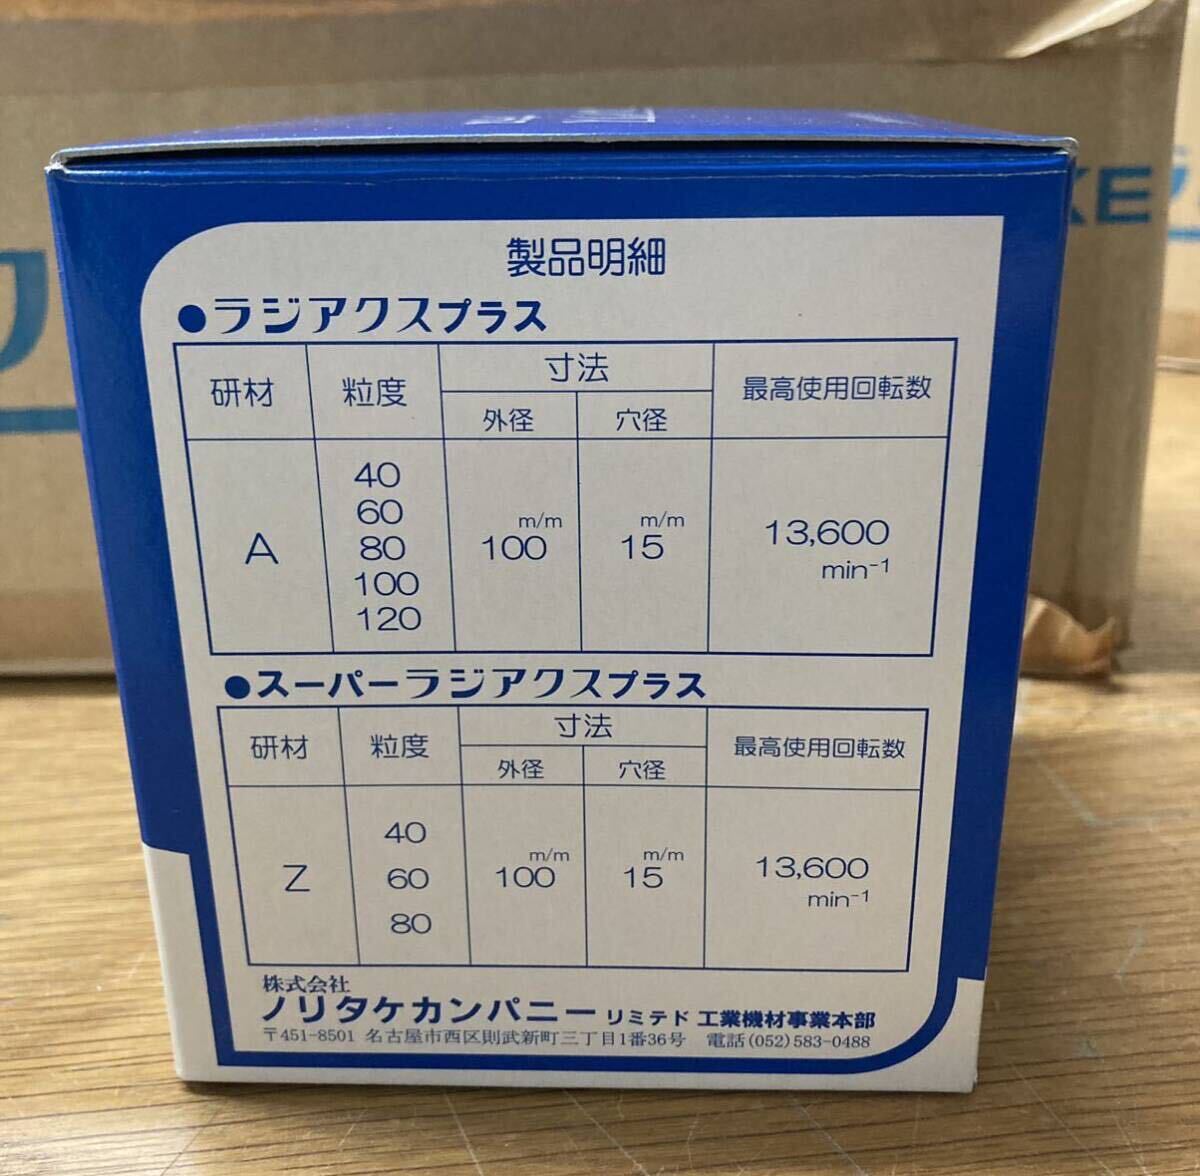 製品明細
●ラジアクスプラス
研材 粒度 寸法 最高使用回転数
外径 穴径
A 40 60 80 100 120 100 m/m 15 m/m 13,600 min-1
●スーパーラジアクスプラス
研材 粒度 寸法 最高使用回転数
外径 穴径
Z 40 60 80 100 m/m 15 m/m 13,600 min-1
株式会社
ノリタケカンパニーリミテド 工業機材事業本部
〒451-8501 名古屋市西区則武新町三丁目1番36号 電話(052)583-0488
KE